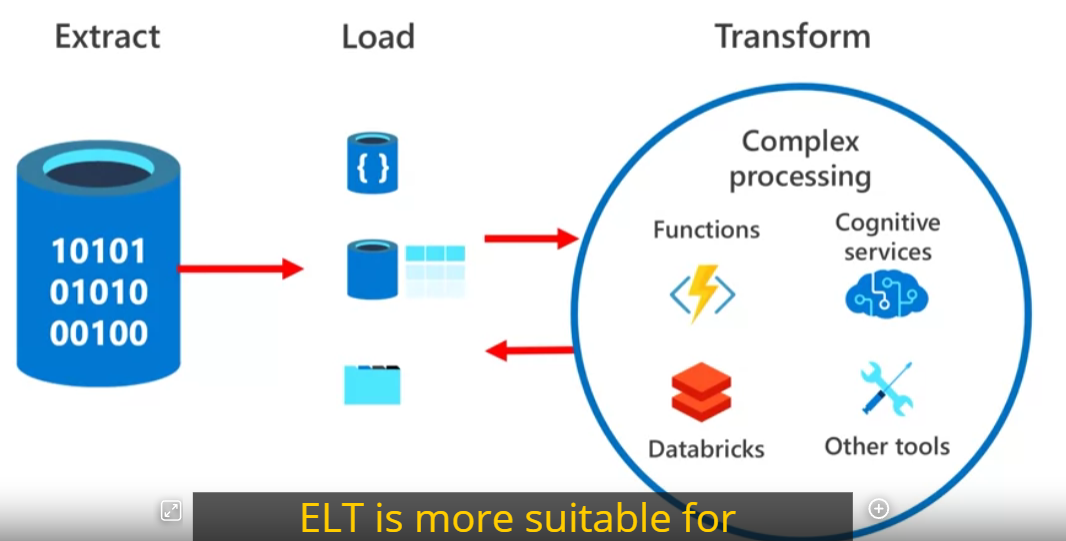 Extract
Load
Transform
10101
01010
00100
{ }
Complex
processing
Functions
Cognitive
services
Databricks
Other tools
ELT is more suitable for